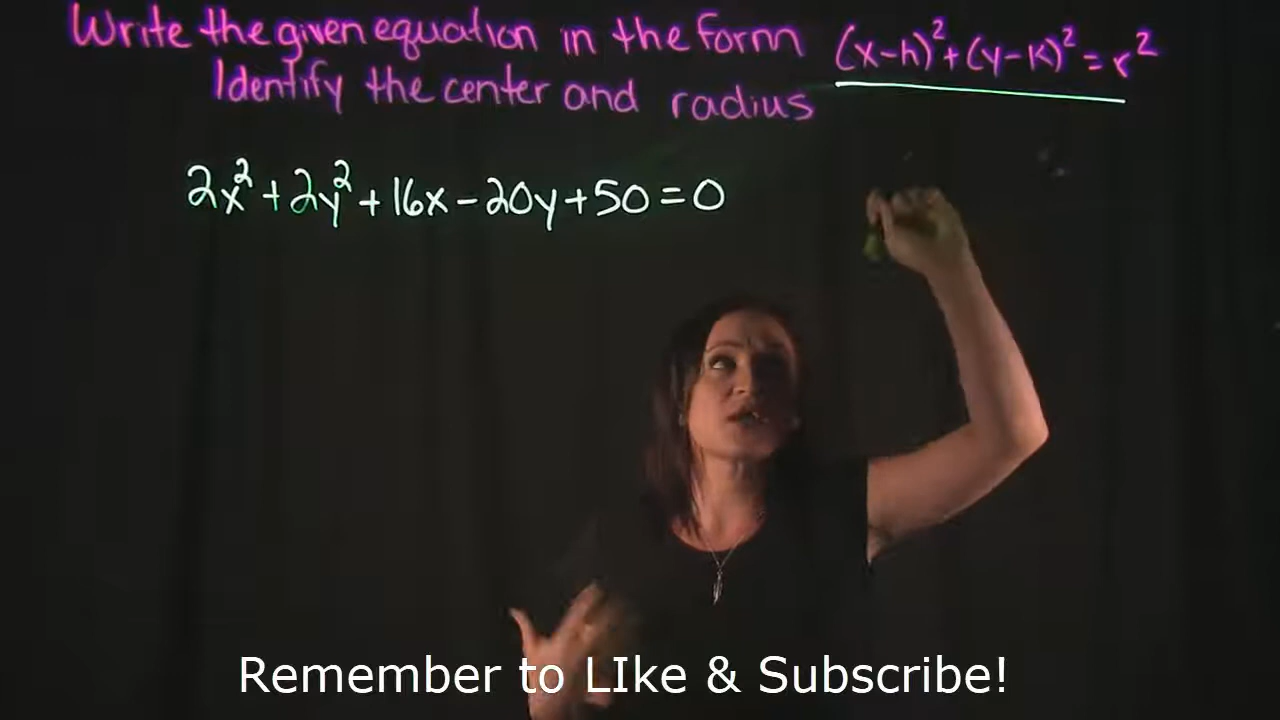 Write the given equation in the form (x-h)²+(y-k)²=r²
Identify the center and radius
2x²+2y²+16x-20y+50=0
Remember to LIke & Subscribe!